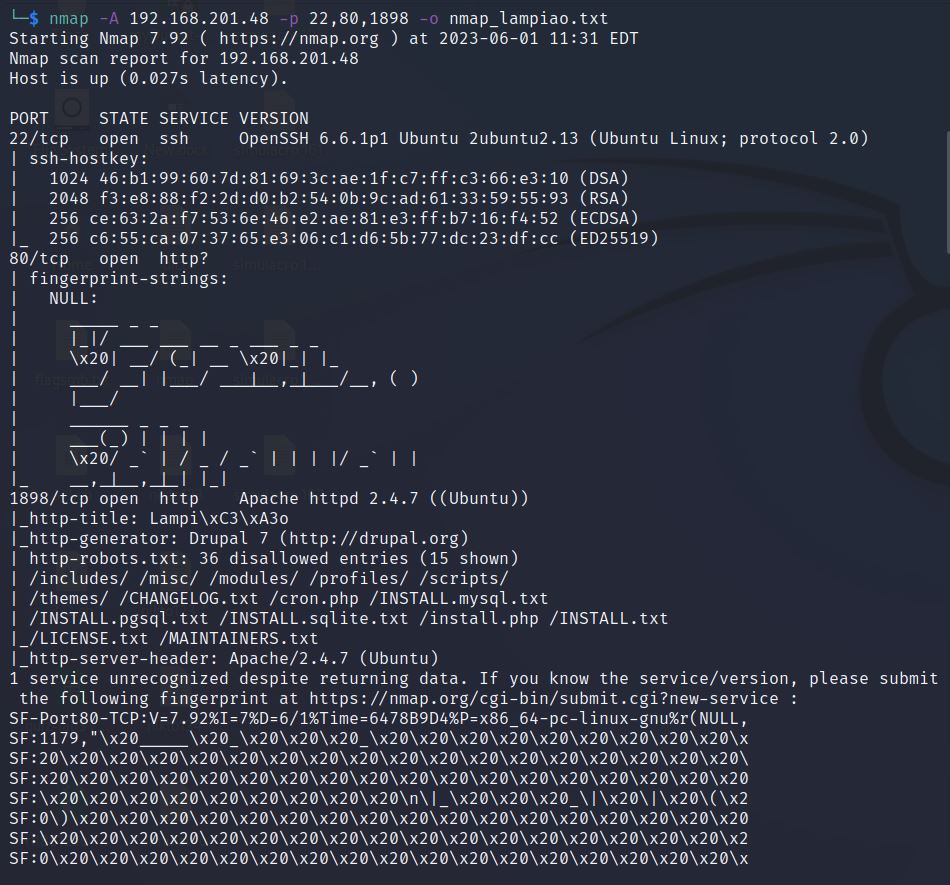 └─$ nmap -A 192.168.201.48 -p 22,80,1898 -o nmap_lampiao.txt
Starting Nmap 7.92 ( https://nmap.org ) at 2023-06-01 11:31 EDT
Nmap scan report for 192.168.201.48
Host is up (0.027s latency).
PORT     STATE SERVICE VERSION
22/tcp   open  ssh     OpenSSH 6.6.1p1 Ubuntu 2ubuntu2.13 (Ubuntu Linux; protocol 2.0)
| ssh-hostkey:
|   1024 46:b1:99:60:7d:81:69:3c:ae:1f:c7:ff:c3:66:e3:10 (DSA)
|   2048 f3:e8:88:f2:2d:d0:b2:54:0b:9c:ad:61:33:59:55:93 (RSA)
|   256 ce:63:2a:f7:53:6e:46:e2:ae:81:e3:ff:b7:16:f4:52 (ECDSA)
|_  256 c6:55:ca:07:37:65:e3:06:c1:d6:5b:77:dc:23:df:cc (ED25519)
80/tcp   open  http?
| fingerprint-strings:
|   NULL:
|     _____ _ _
|     |_|/ ___ ___ __ _ ___ _ _
|     \x20| __/ (_| __ \x20|_| |_
|     ___/ __| |___/ ___|__,_|___/__, ( )
|     |___/
|     ______ _ _ _
|     ___(_) | | | |
|     \x20/ _` | / _ / _` | | | |/ _` | |
|_    __,_|__,_|_| |_|
1898/tcp open  http    Apache httpd 2.4.7 ((Ubuntu))
|_http-title: Lampi\xC3\xA3o
|_http-generator: Drupal 7 (http://drupal.org)
| http-robots.txt: 36 disallowed entries (15 shown)
| /includes/ /misc/ /modules/ /profiles/ /scripts/
| /themes/ /CHANGELOG.txt /cron.php /INSTALL.mysql.txt
| /INSTALL.pgsql.txt /INSTALL.sqlite.txt /install.php /INSTALL.txt
|_/LICENSE.txt /MAINTAINERS.txt
|_http-server-header: Apache/2.4.7 (Ubuntu)
1 service unrecognized despite returning data. If you know the service/version, please submit
 the following fingerprint at https://nmap.org/cgi-bin/submit.cgi?new-service :
SF-Port80-TCP:V=7.92%I=7%D=6/1%Time=6478B9D4%P=x86_64-pc-linux-gnu%r(NULL,
SF:1179,"\x20_____\x20_\x20\x20\x20_\x20\x20\x20\x20\x20\x20\x20\x20\x20\x
SF:20\x20\x20\x20\x20\x20\x20\x20\x20\x20\x20\x20\x20\x20\x20\x20\x20\x20\
SF:x20\x20\x20\x20\x20\x20\x20\x20\x20\x20\x20\x20\x20\x20\x20\x20\x20\x20
SF:\x20\x20\x20\x20\x20\x20\x20\x20\x20\n\|_\x20\x20\x20_\|\x20\|\x20\(\x2
SF:0\)\x20\x20\x20\x20\x20\x20\x20\x20\x20\x20\x20\x20\x20\x20\x20\x20\x20
SF:\x20\x20\x20\x20\x20\x20\x20\x20\x20\x20\x20\x20\x20\x20\x20\x20\x20\x2
SF:0\x20\x20\x20\x20\x20\x20\x20\x20\x20\x20\x20\x20\x20\x20\x20\x20\x20\x